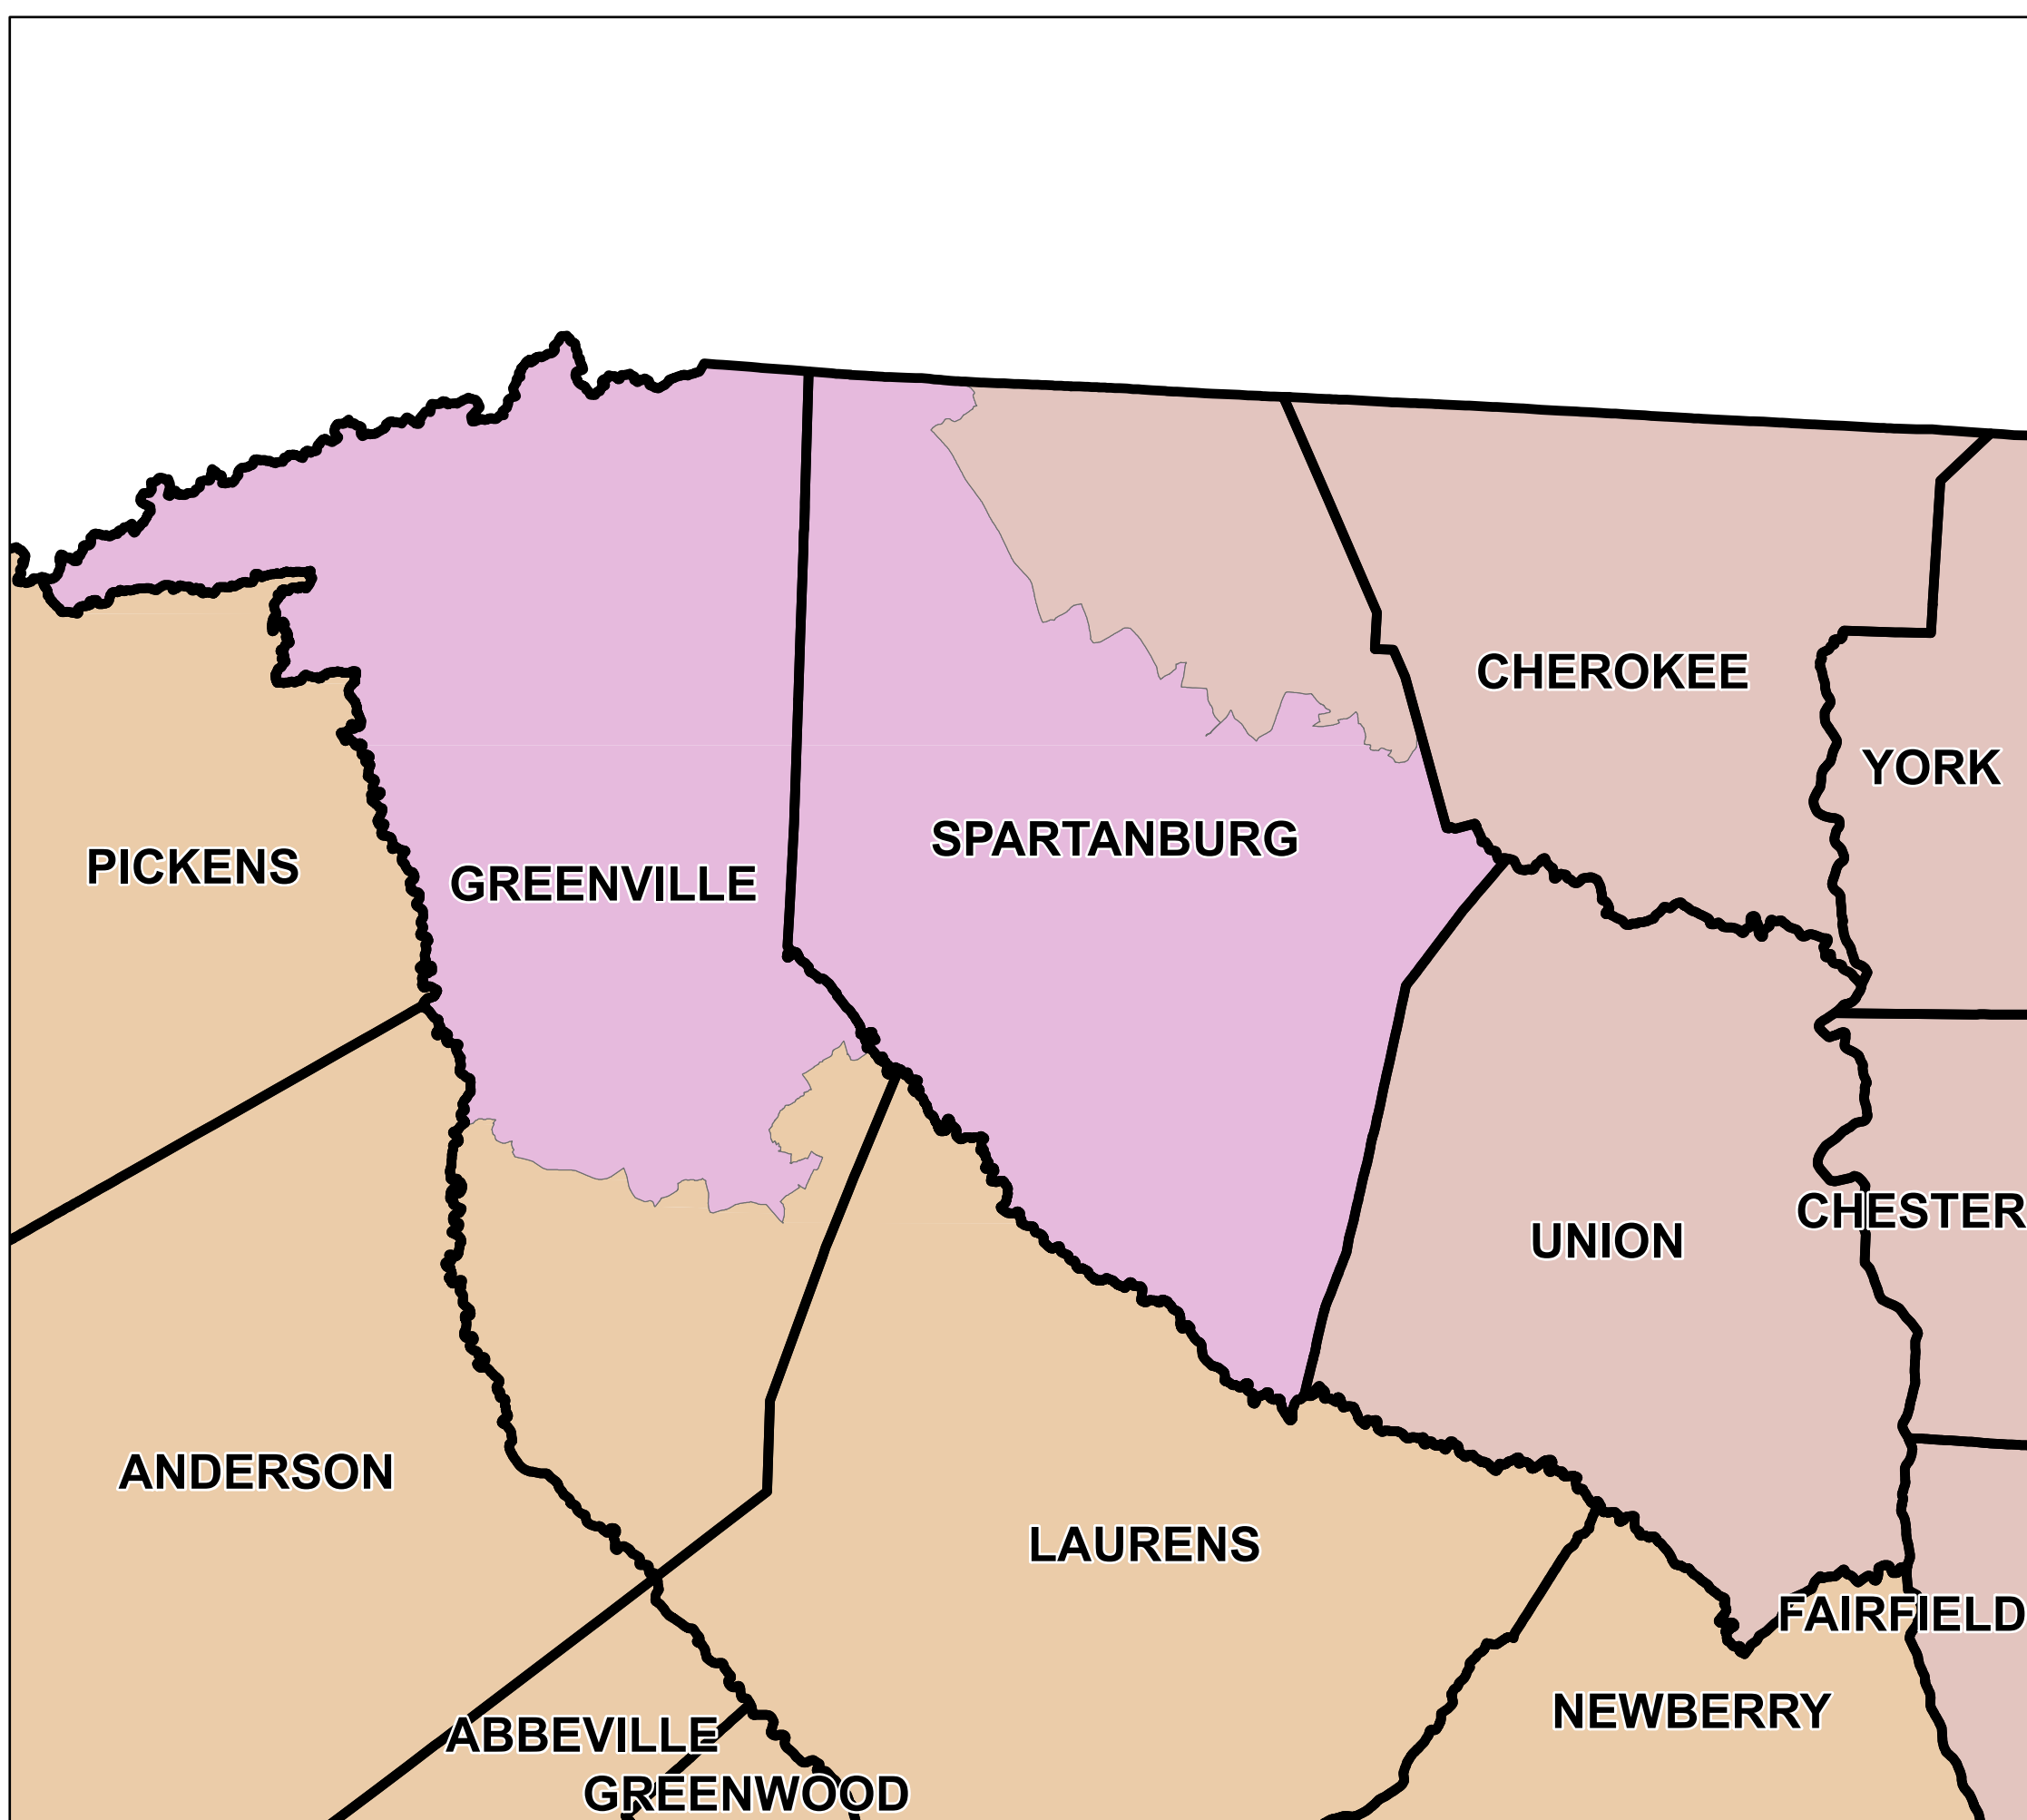 CHEROKEE
YORK
SPARTANBURG
PICKENS
GREENVILLE
CHESTER
UNION
ANDERSON
LAURENS
FAIRFIELD
NEWBERRY
ABBEVILLE
GREENWOOD